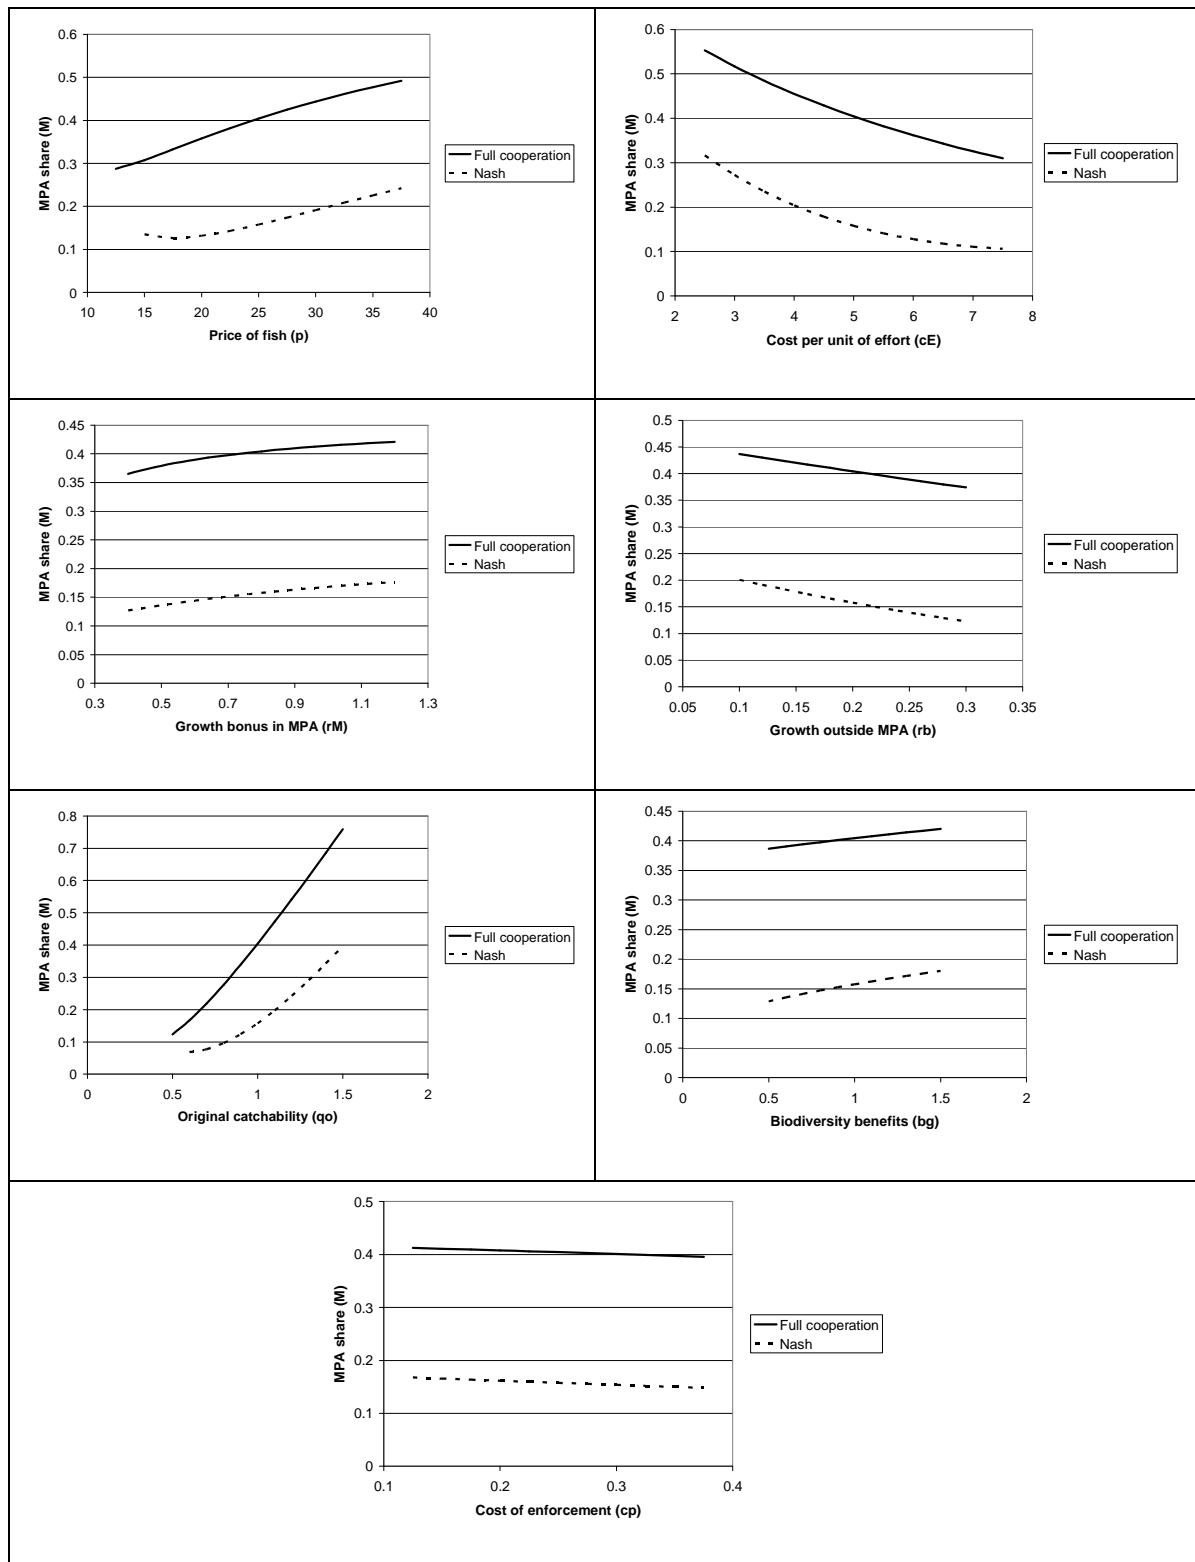 0.6
0.5
0.4
0.3
0.2
0.1
0
MPA share (M)
10 15 20 25 30 35 40
Price of fish (p)
Full cooperation
Nash
0.6
0.5
0.4
0.3
0.2
0.1
0
MPA share (M)
2 3 4 5 6 7 8
Cost per unit of effort (cE)
Full cooperation
Nash
0.45
0.4
0.35
0.3
0.25
0.2
0.15
0.1
0.05
0
MPA share (M)
0.3 0.5 0.7 0.9 1.1 1.3
Growth bonus in MPA (rM)
Full cooperation
Nash
0.5
0.45
0.4
0.35
0.3
0.25
0.2
0.15
0.1
0.05
0
MPA share (M)
0.05 0.1 0.15 0.2 0.25 0.3 0.35
Growth outside MPA (rb)
Full cooperation
Nash
0.8
0.7
0.6
0.5
0.4
0.3
0.2
0.1
0
MPA share (M)
0 0.5 1 1.5 2
Original catchability (qo)
Full cooperation
Nash
0.45
0.4
0.35
0.3
0.25
0.2
0.15
0.1
0.05
0
MPA share (M)
0 0.5 1 1.5 2
Biodiversity benefits (bg)
Full cooperation
Nash
0.5
0.4
0.3
0.2
0.1
0
MPA share (M)
0.1 0.2 0.3 0.4
Cost of enforcement (cp)
Full cooperation
Nash